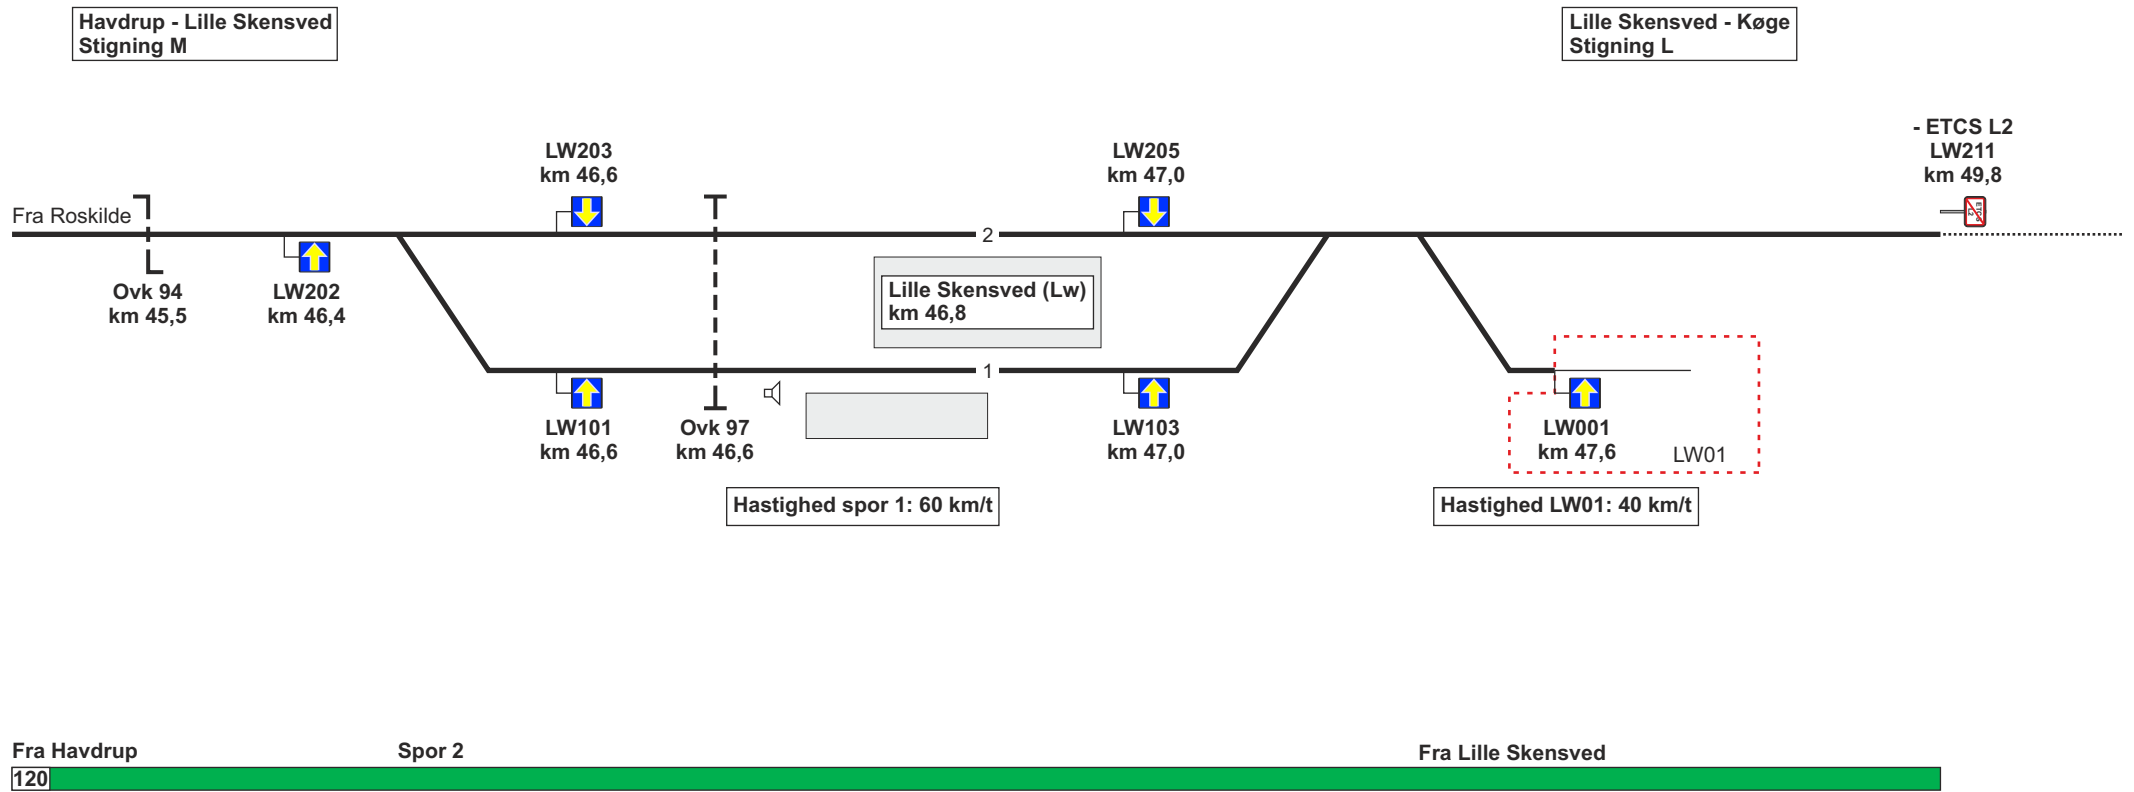 Havdrup - Lille Skensved
Stigning M
Lille Skensved - Køge
Stigning L
- ETCS L2
LW211
km 49,8
LW203
km 46,6
LW205
km 47,0
Fra Roskilde
ETCS
L2
2
Ovk 94
km 45,5
LW202
km 46,4
Lille Skensved (Lw)
km 46,8
1
LW101
km 46,6
Ovk 97
km 46,6
LW103
km 47,0
LW001
km 47,6
LW01
Hastighed spor 1: 60 km/t
Hastighed LW01: 40 km/t
Fra Havdrup
Spor 2
Fra Lille Skensved
120